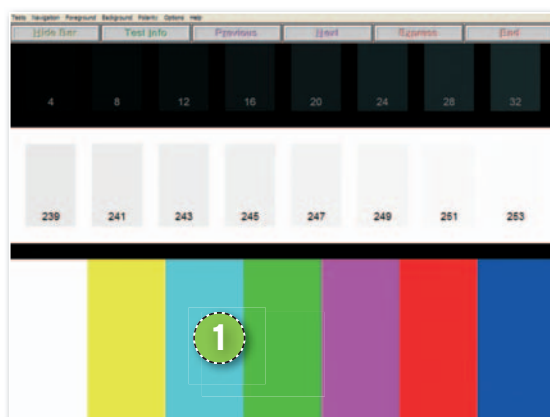 Tests Navigation Foreground Background Polarity Options Help
Hide Bar Test Info Previous Next Express End
4 8 12 16 20 24 28 32
239 241 243 245 247 249 251 253
1